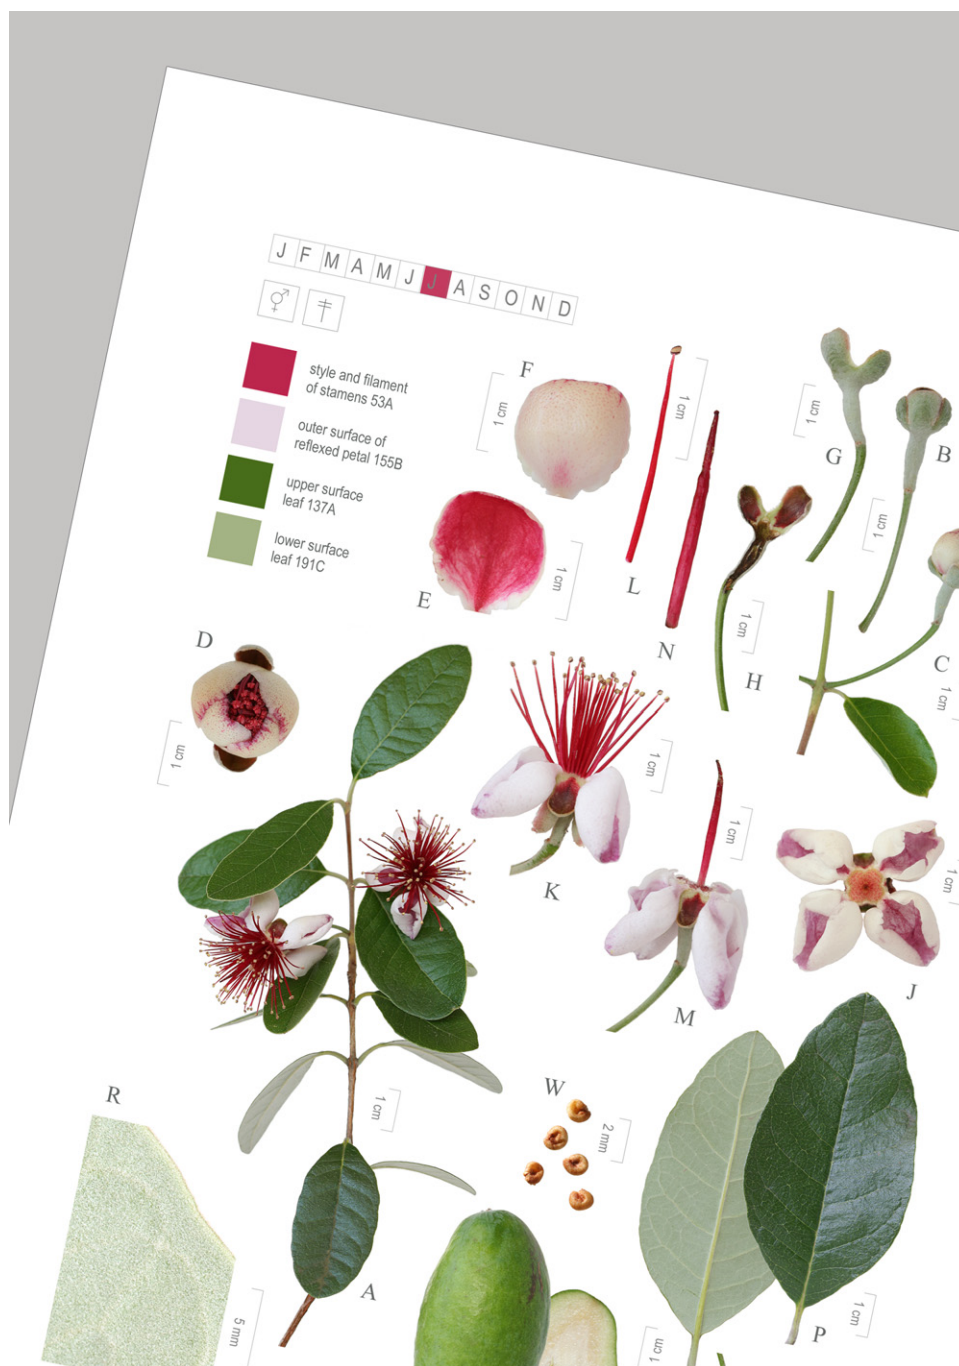 J F M A M J J A S O N D
style and filament
of stamens 53A
outer surface of
reflexed petal 155B
upper surface
leaf 137A
lower surface
leaf 191C
F
1 cm
1 cm
1 cm
G
B
1 cm
E
1 cm
L
N
1 cm
H
C
1 cm
D
1 cm
K
1 cm
1 cm
M
J
1 cm
R
A
1 cm
W
2 mm
P
1 cm
5 mm
1 cm